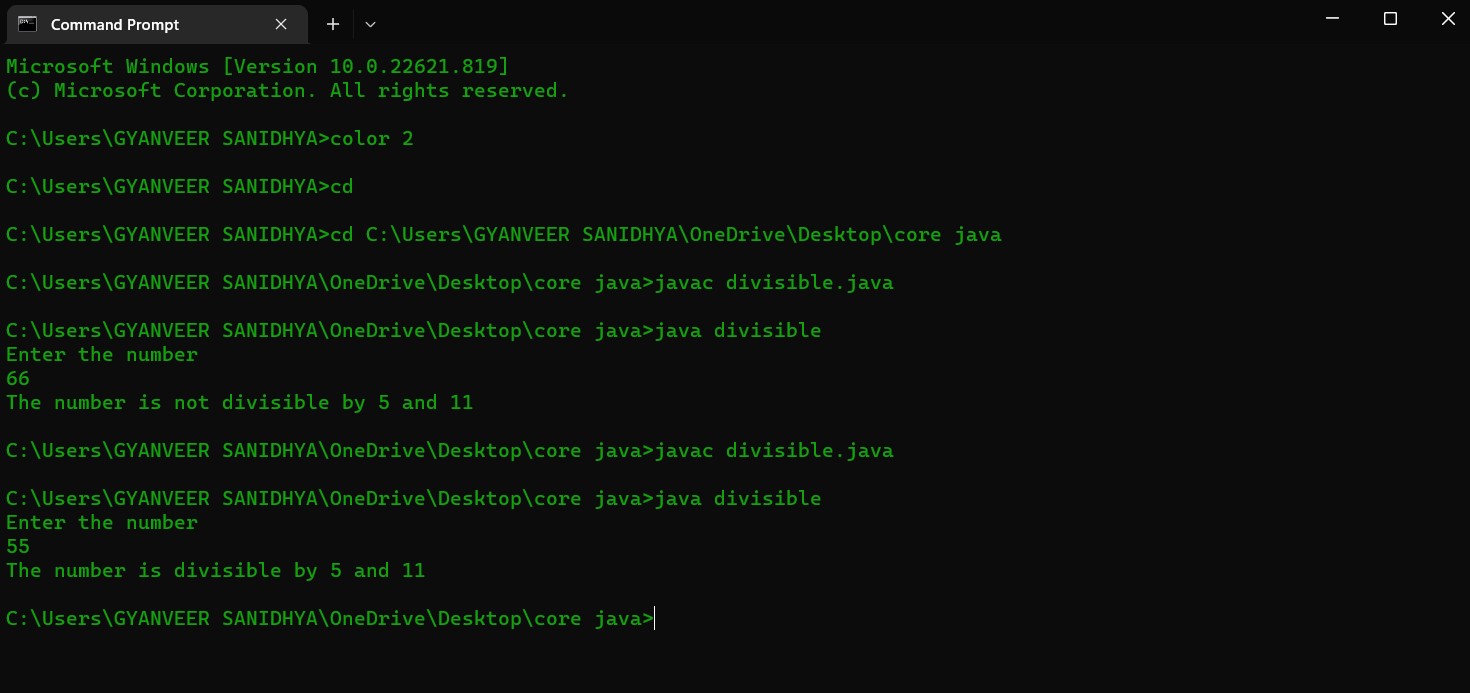 Command Prompt
Microsoft Windows [Version 10.0.22621.819]
(c) Microsoft Corporation. All rights reserved.
C:\Users\GYANVEER SANIDHYA>color 2
C:\Users\GYANVEER SANIDHYA>cd
C:\Users\GYANVEER SANIDHYA>cd C:\Users\GYANVEER SANIDHYA\OneDrive\Desktop\core java
C:\Users\GYANVEER SANIDHYA\OneDrive\Desktop\core java>javac divisible.java
C:\Users\GYANVEER SANIDHYA\OneDrive\Desktop\core java>java divisible
Enter the number
66
The number is not divisible by 5 and 11
C:\Users\GYANVEER SANIDHYA\OneDrive\Desktop\core java>javac divisible.java
C:\Users\GYANVEER SANIDHYA\OneDrive\Desktop\core java>java divisible
Enter the number
55
The number is divisible by 5 and 11
C:\Users\GYANVEER SANIDHYA\OneDrive\Desktop\core java>